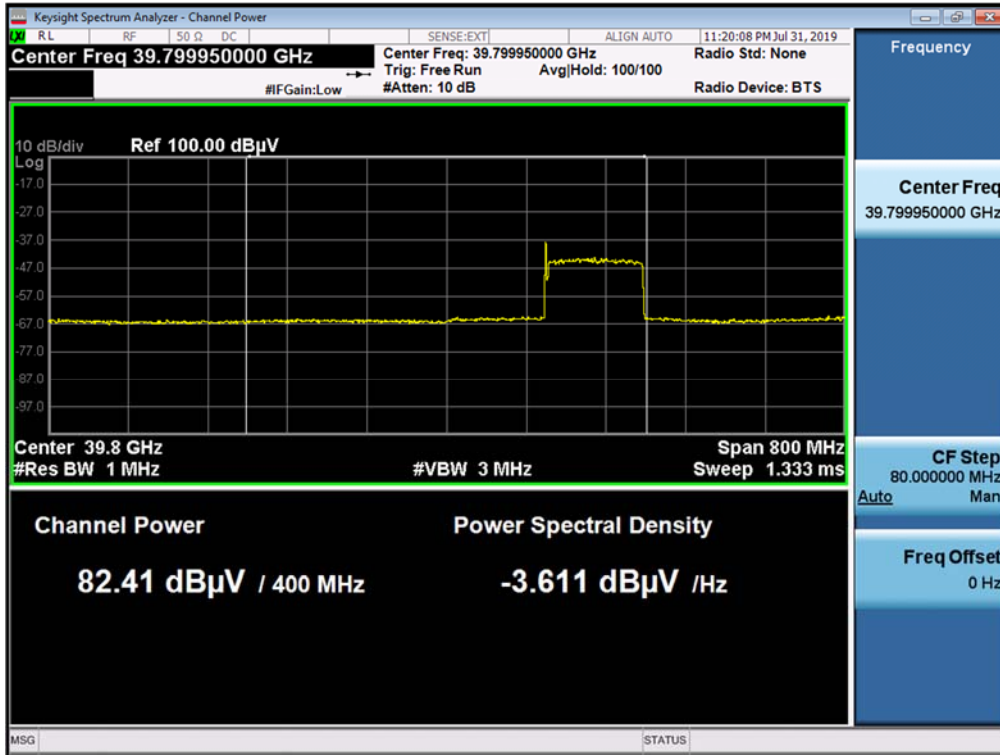 Keysight Spectrum Analyzer - Channel Power
LXI RL RF 50 Ω DC SENSE:EXT ALIGN AUTO 11:20:08 PM Jul 31, 2019
Center Freq 39.799950000 GHz
Center Freq: 39.799950000 GHz Radio Std: None
Trig: Free Run Avg|Hold: 100/100
#IFGain:Low #Atten: 10 dB Radio Device: BTS
10 dB/div Ref 100.00 dBµV
Log
-17.0
-27.0
-37.0
-47.0
-57.0
-67.0
-77.0
-87.0
-97.0
Center 39.8 GHz Span 800 MHz
#Res BW 1 MHz #VBW 3 MHz Sweep 1.333 ms
Channel Power Power Spectral Density
82.41 dBµV / 400 MHz -3.611 dBµV /Hz
MSG STATUS
Frequency
Center Freq
39.799950000 GHz
CF Step
80.000000 MHz
Auto Man
Freq Offset
0 Hz